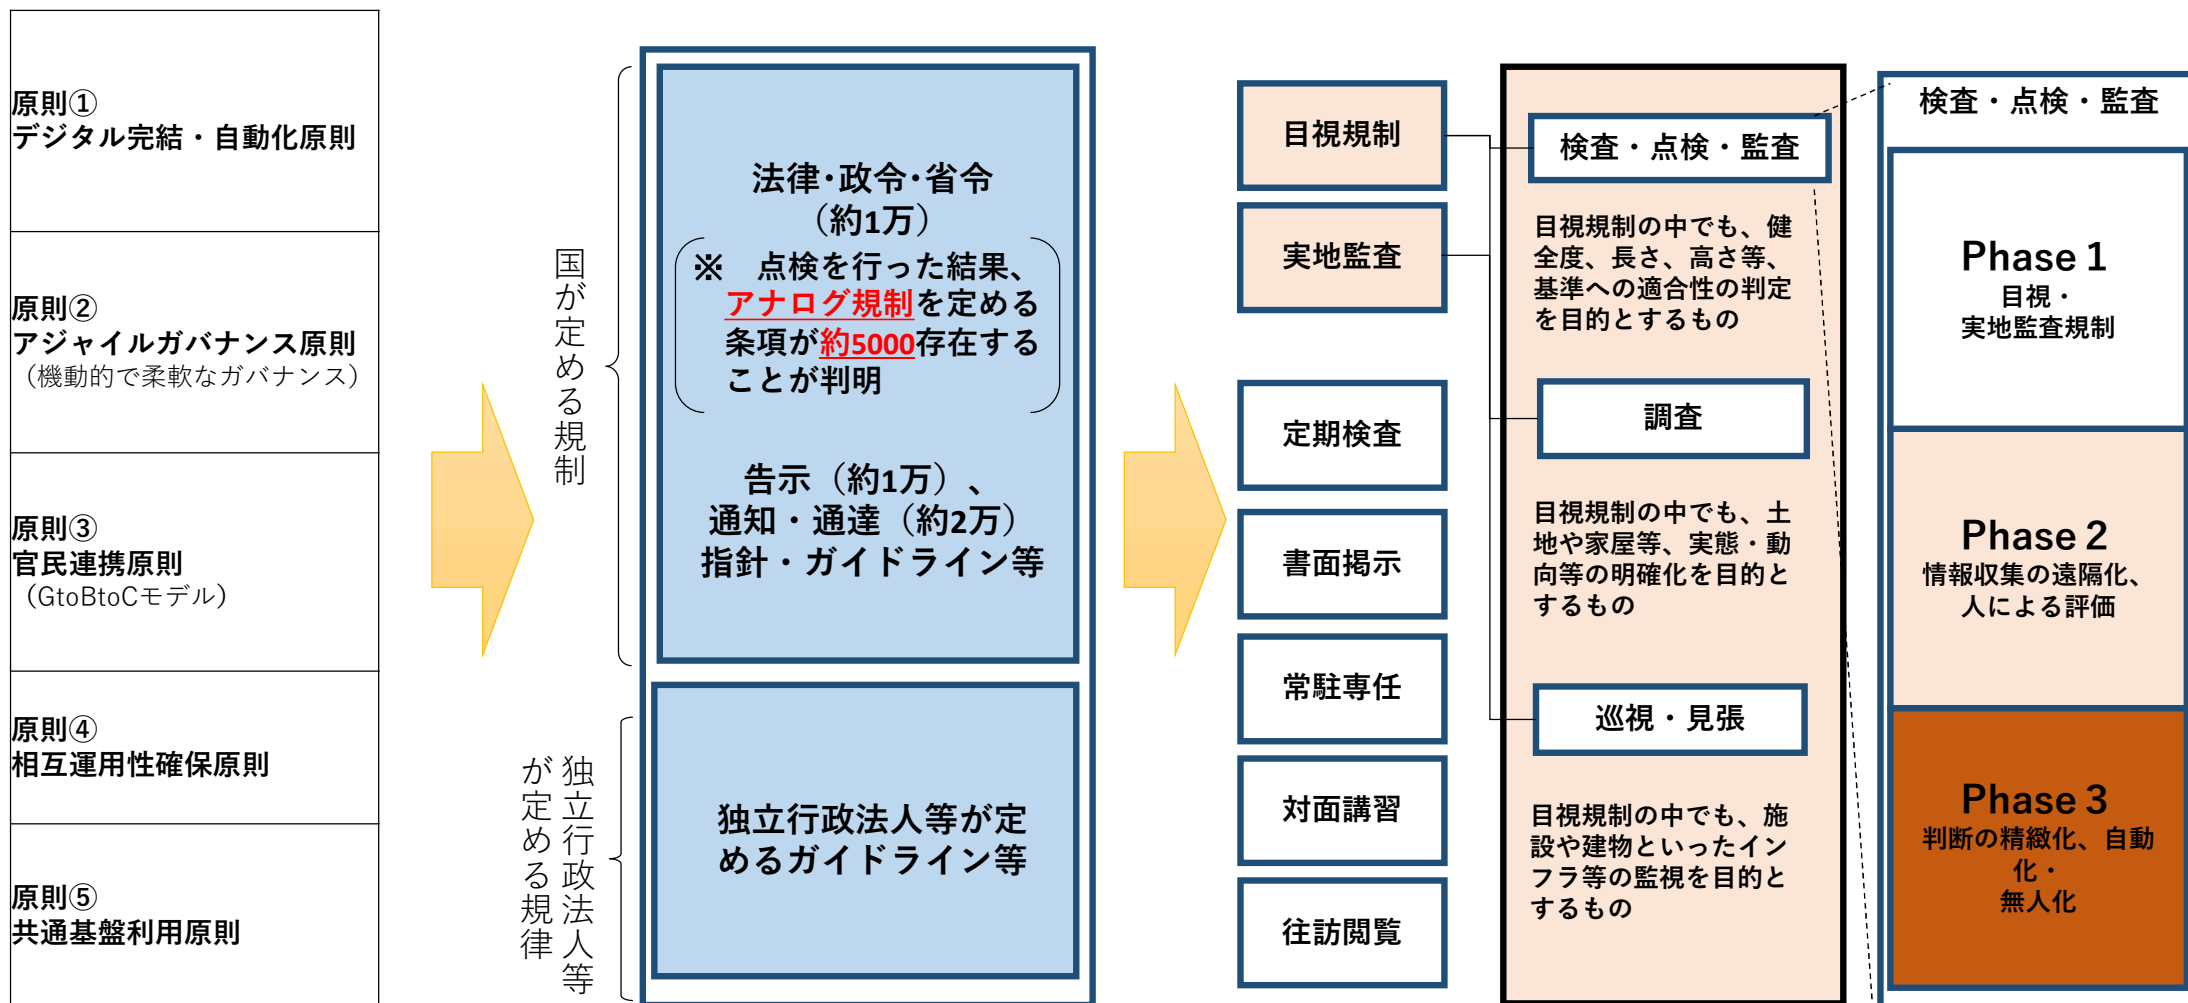 原則①
デジタル完結・自動化原則
原則②
アジャイルガバナンス原則
（機動的で柔軟なガバナンス）
原則③
官民連携原則
（GtoBtoCモデル）
原則④
相互運用性確保原則
原則⑤
共通基盤利用原則
国が定める規制
法律･政令･省令
（約1万）
※　点検を行った結果、
アナログ規制を定める
条項が約5000存在する
ことが判明
告示（約1万）、
通知・通達（約2万）
指針・ガイドライン等
独立行政法人等
が定める規律
独立行政法人等が定
めるガイドライン等
目視規制
実地監査
定期検査
書面掲示
常駐専任
対面講習
往訪閲覧
検査・点検・監査
目視規制の中でも、健
全度、長さ、高さ等、
基準への適合性の判定
を目的とするもの
調査
目視規制の中でも、土
地や家屋等、実態・動
向等の明確化を目的と
するもの
巡視・見張
目視規制の中でも、施
設や建物といったイン
フラ等の監視を目的と
するもの
検査・点検・監査
Phase 1
目視・
実地監査規制
Phase 2
情報収集の遠隔化、
人による評価
Phase 3
判断の精緻化、自動
化・
無人化